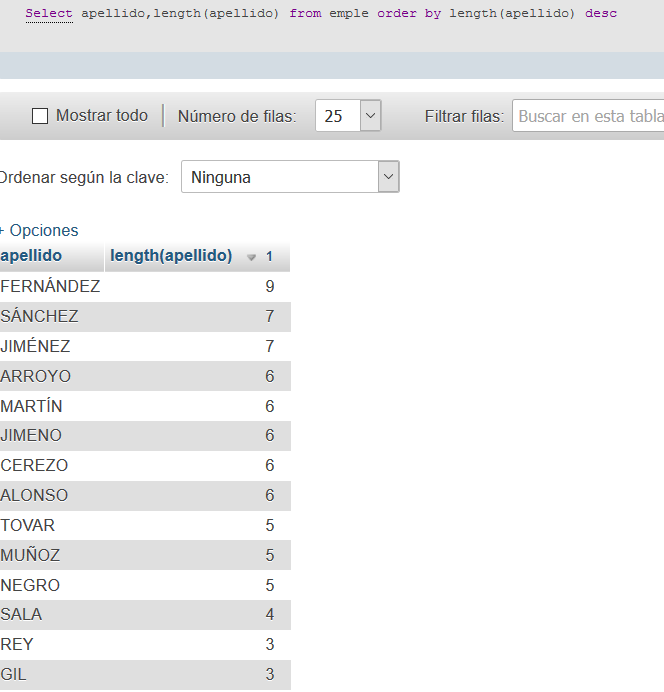 Select apellido,length(apellido) from emple order by length(apellido) desc
Mostrar todo Número de filas: 25 Filtrar filas: Buscar en esta tabla
Ordenar según la clave: Ninguna
+ Opciones
apellido length(apellido) 1
FERNÁNDEZ 9
SÁNCHEZ 7
JIMÉNEZ 7
ARROYO 6
MARTÍN 6
JIMENO 6
CEREZO 6
ALONSO 6
TOVAR 5
MUÑOZ 5
NEGRO 5
SALA 4
REY 3
GIL 3